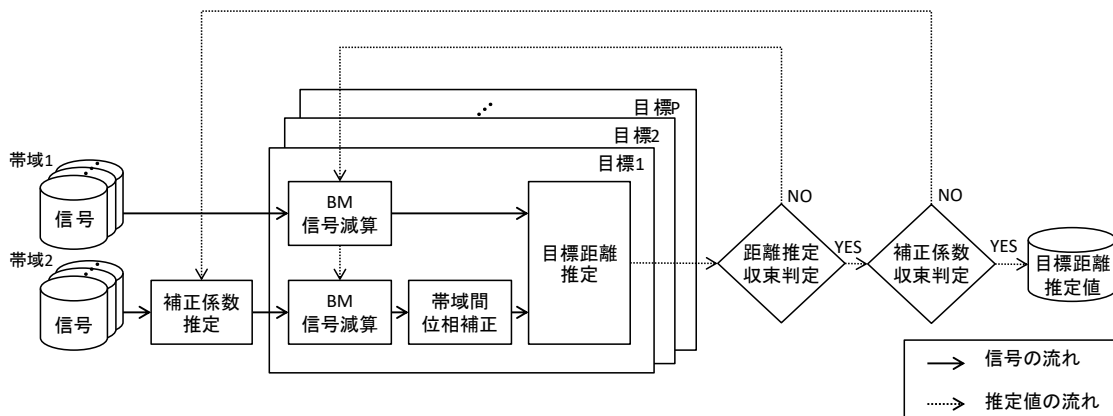 目標P
目標2
目標1
帯域1
信号
BM
信号減算
目標距離
推定
NO
距離推定
収束判定
YES
NO
補正係数
収束判定
YES
目標距離
推定値
帯域2
信号
補正係数
推定
BM
信号減算
帯域間
位相補正
信号の流れ
推定値の流れ